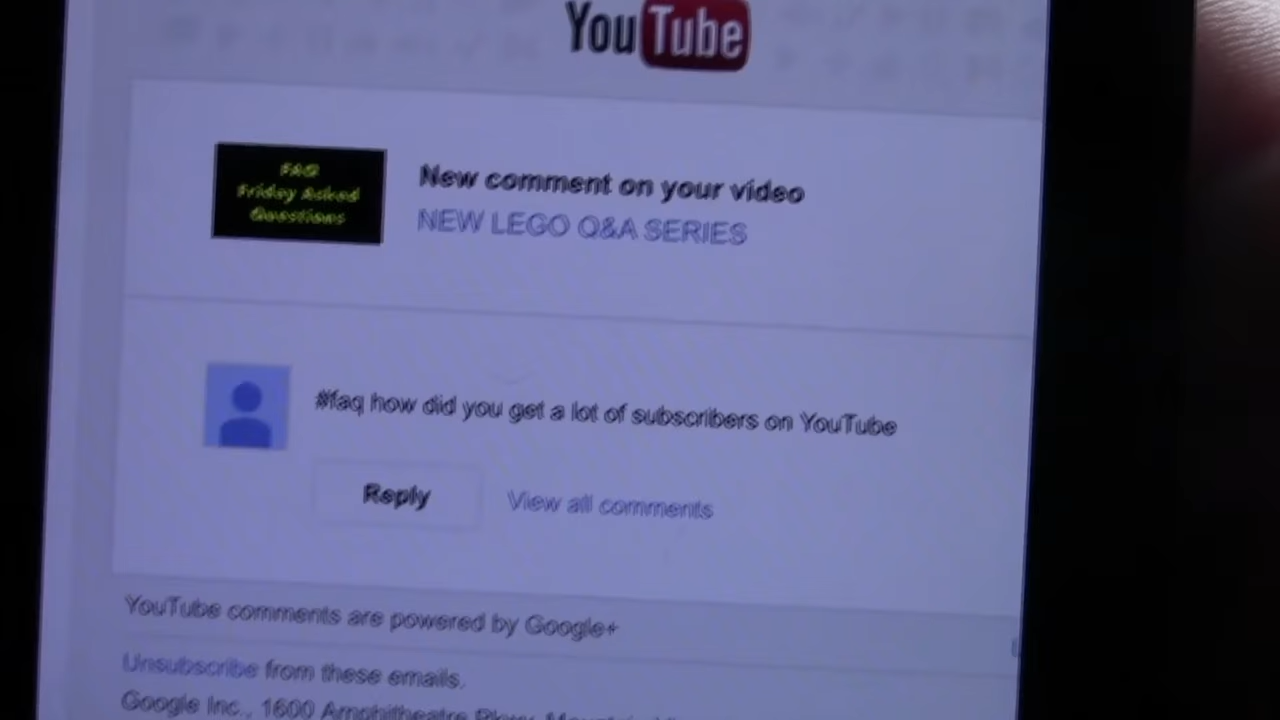 YouTube
FAQ
Friday Asked
Questions
New comment on your video
NEW LEGO Q&A SERIES
#faq how did you get a lot of subscribers on YouTube
Reply
View all comments
YouTube comments are powered by Google+
Unsubscribe from these emails.
Google Inc., 1600 Amphitheatre Pkwy,